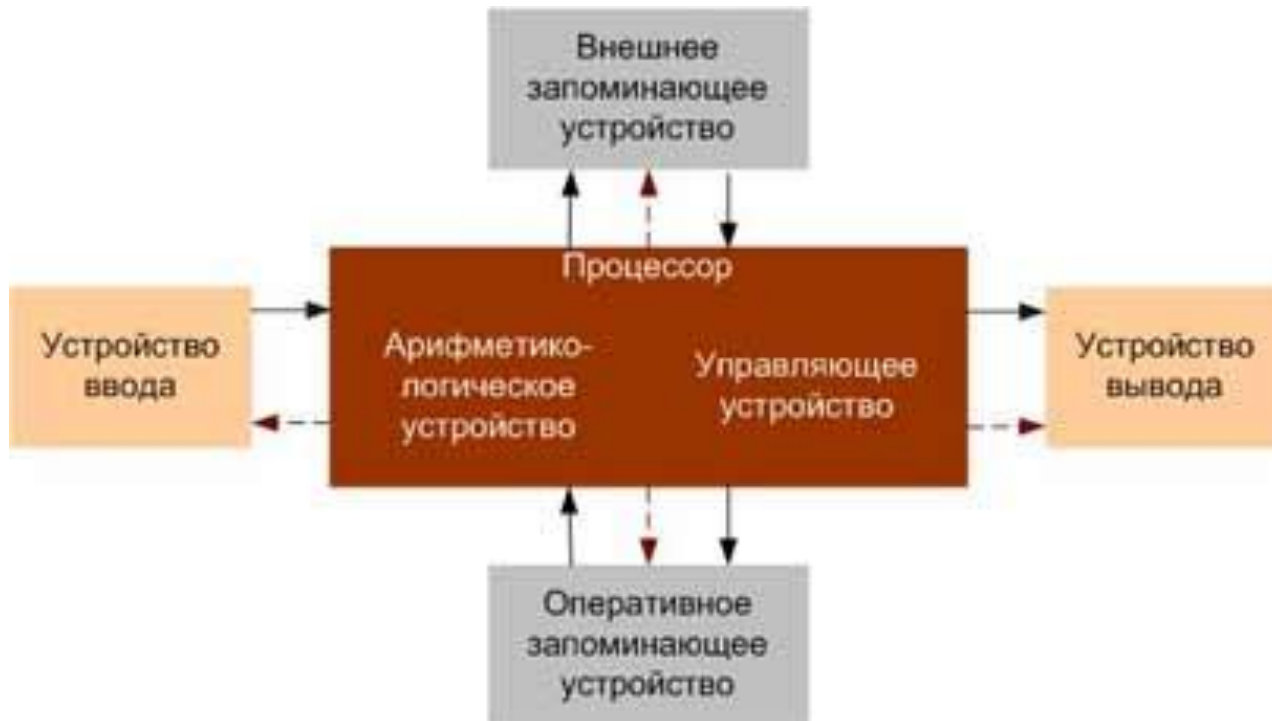 Внешнее
запоминающее
устройство
Процессор
Устройство
ввода
Арифметико-
логическое
устройство
Управляющее
устройство
Устройство
вывода
Оперативное
запоминающее
устройство